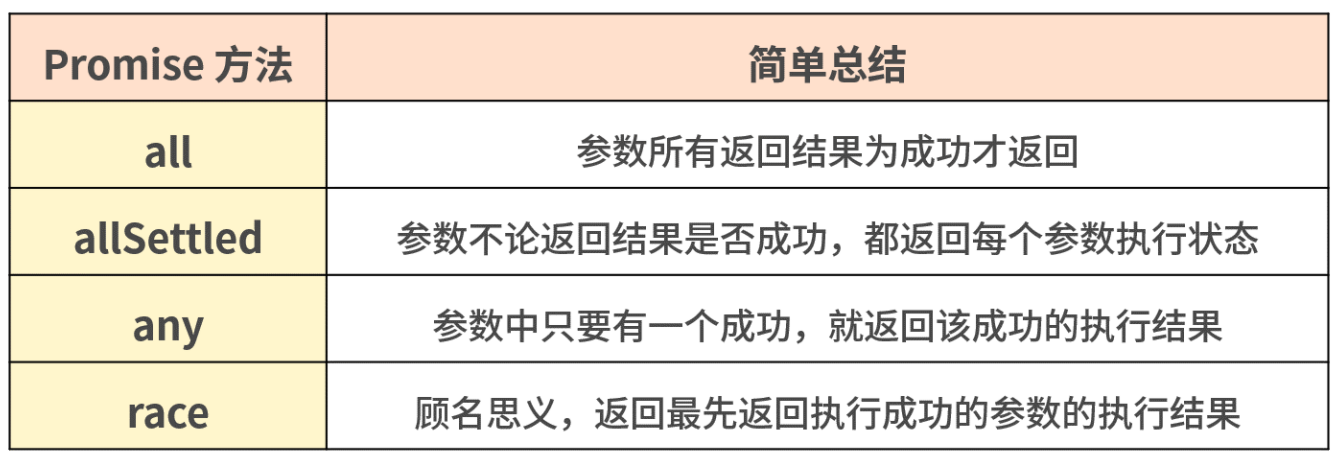 Promise 方法
简单总结
all
参数所有返回结果为成功才返回
allSettled
参数不论返回结果是否成功，都返回每个参数执行状态
any
参数中只要有一个成功，就返回该成功的执行结果
race
顾名思义，返回最先返回执行成功的参数的执行结果